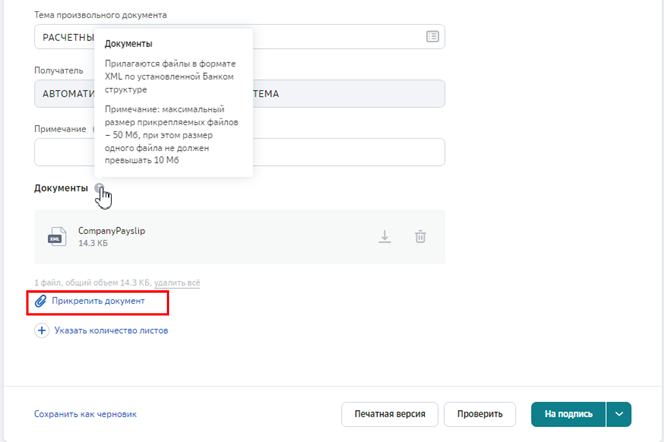 Тема произвольного документа
РАСЧЕТНЫ
Документы
Прилагаются файлы в формате
XML по установленной Банком
структуре
Получатель
АВТОМАТИ
ТЕМА
Примечание: максимальный
размер прикрепляемых файлов
– 50 Мб, при этом размер
одного файла не должен
превышать 10 Мб
Примечание
Документы
XML
CompanyPayslip
14.3 КБ
1 файл, общий объем 14.3 КБ, удалить всё
Прикрепить документ
Указать количество листов
Сохранить как черновик
Печатная версия
Проверить
На подпись